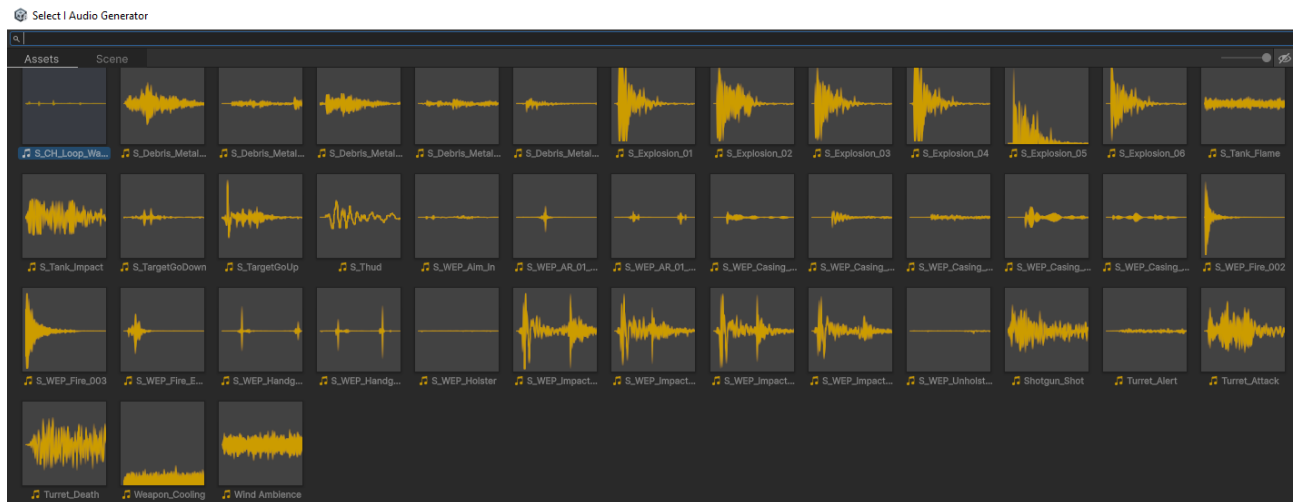 Select I Audio Generator
Assets Scene
S_CH_Loop_Wa... S_Debris_Metal... S_Debris_Metal... S_Debris_Metal... S_Debris_Metal... S_Debris_Metal... S_Explosion_01 S_Explosion_02 S_Explosion_03 S_Explosion_04 S_Explosion_05 S_Explosion_06 S_Tank_Flame
S_Tank_Impact S_TargetGoDown S_TargetGoUp S_Thud S_WEP_Aim_In S_WEP_AR_01_... S_WEP_AR_01_... S_WEP_Casing_... S_WEP_Casing_... S_WEP_Casing_... S_WEP_Casing_... S_WEP_Casing_... S_WEP_Fire_002
S_WEP_Fire_003 S_WEP_Fire_E... S_WEP_Handg... S_WEP_Handg... S_WEP_Holster S_WEP_Impact... S_WEP_Impact... S_WEP_Impact... S_WEP_Impact... S_WEP_Unholst... Shotgun_Shot Turret_Alert Turret_Attack
Turret_Death Weapon_Cooling Wind Ambience